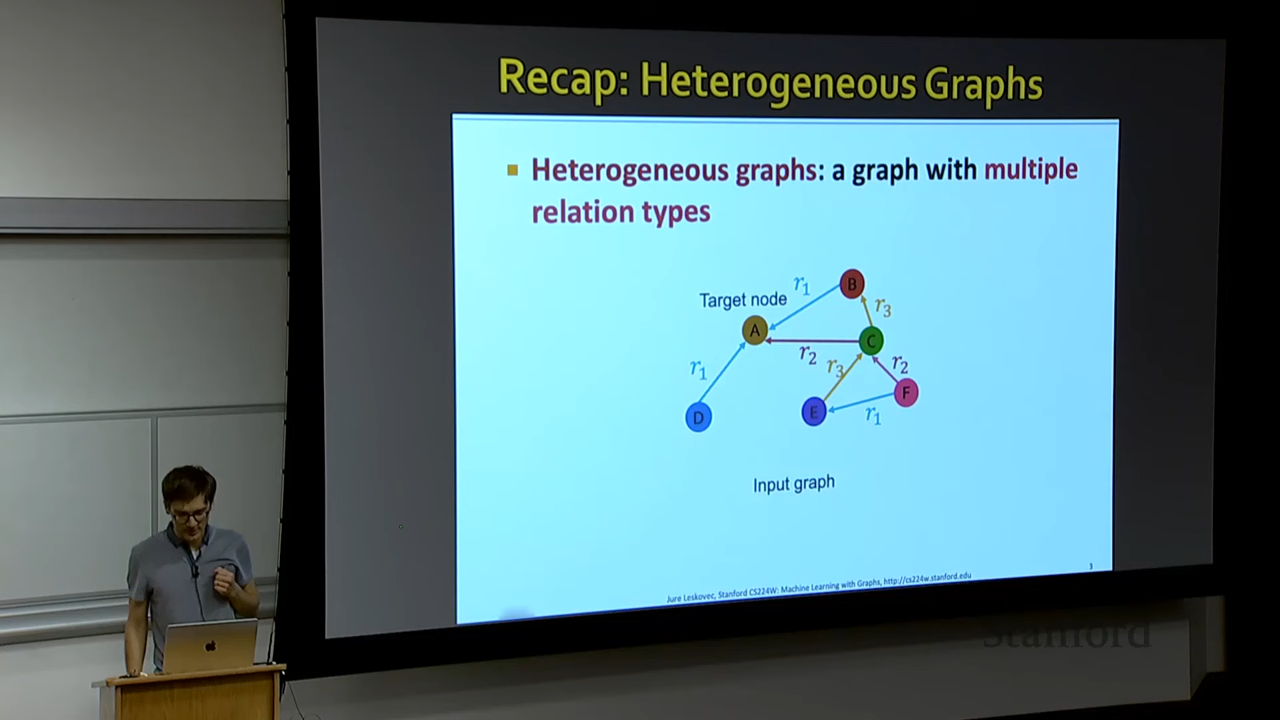 Recap: Heterogeneous Graphs
Heterogeneous graphs: a graph with multiple
relation types
r1
B
Target node
r3
A
C
r2
r1
r3
r2
F
D
E
r1
Input graph
3
Jure Leskovec, Stanford CS224W: Machine Learning with Graphs, http://cs224w.stanford.edu
Stanford